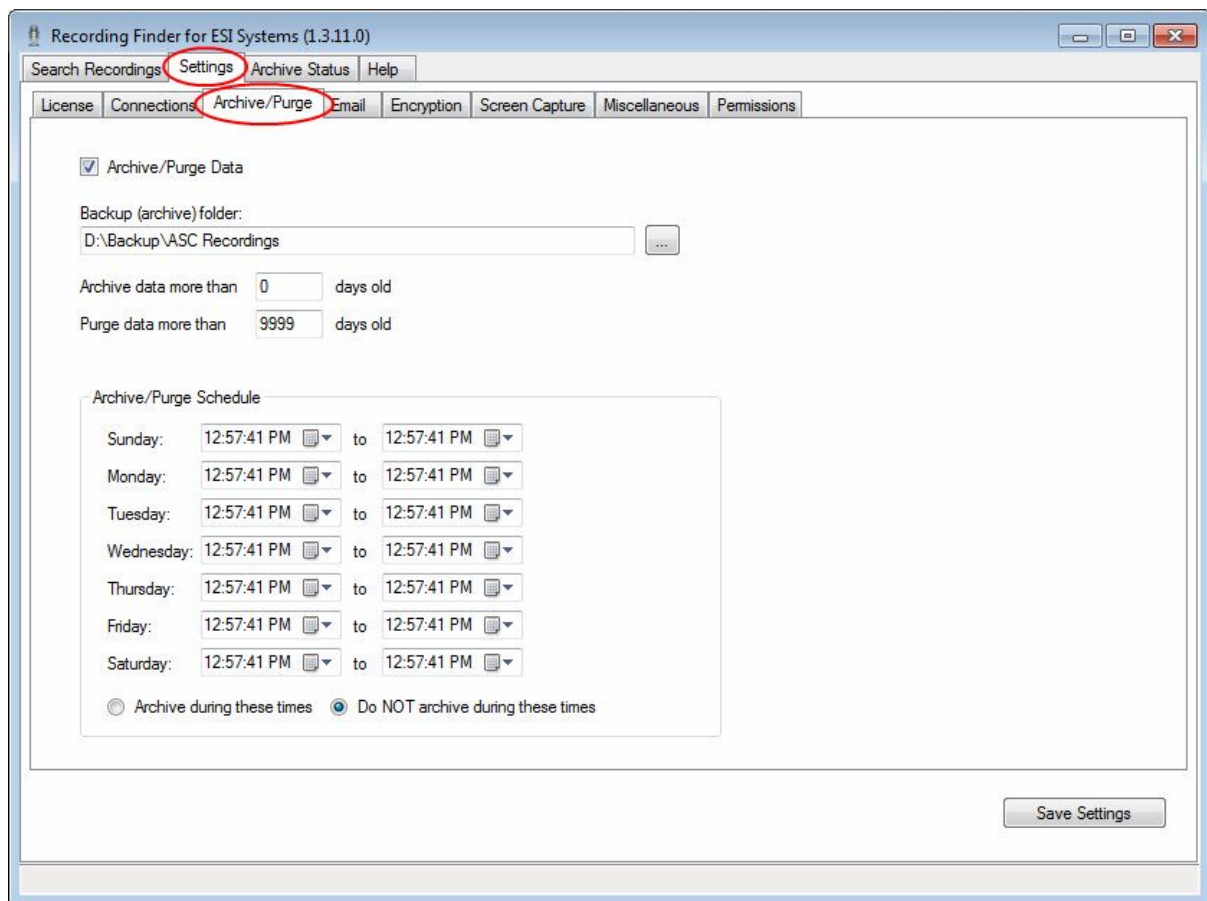 Recording Finder for ESI Systems (1.3.11.0)
Search Recordings Settings Archive Status Help
License Connections Archive/Purge Email Encryption Screen Capture Miscellaneous Permissions
Archive/Purge Data
Backup (archive) folder:
D:\Backup\ASC Recordings ...
Archive data more than 0 days old
Purge data more than 9999 days old
Archive/Purge Schedule
Sunday: 12:57:41 PM to 12:57:41 PM
Monday: 12:57:41 PM to 12:57:41 PM
Tuesday: 12:57:41 PM to 12:57:41 PM
Wednesday: 12:57:41 PM to 12:57:41 PM
Thursday: 12:57:41 PM to 12:57:41 PM
Friday: 12:57:41 PM to 12:57:41 PM
Saturday: 12:57:41 PM to 12:57:41 PM
Archive during these times Do NOT archive during these times
Save Settings